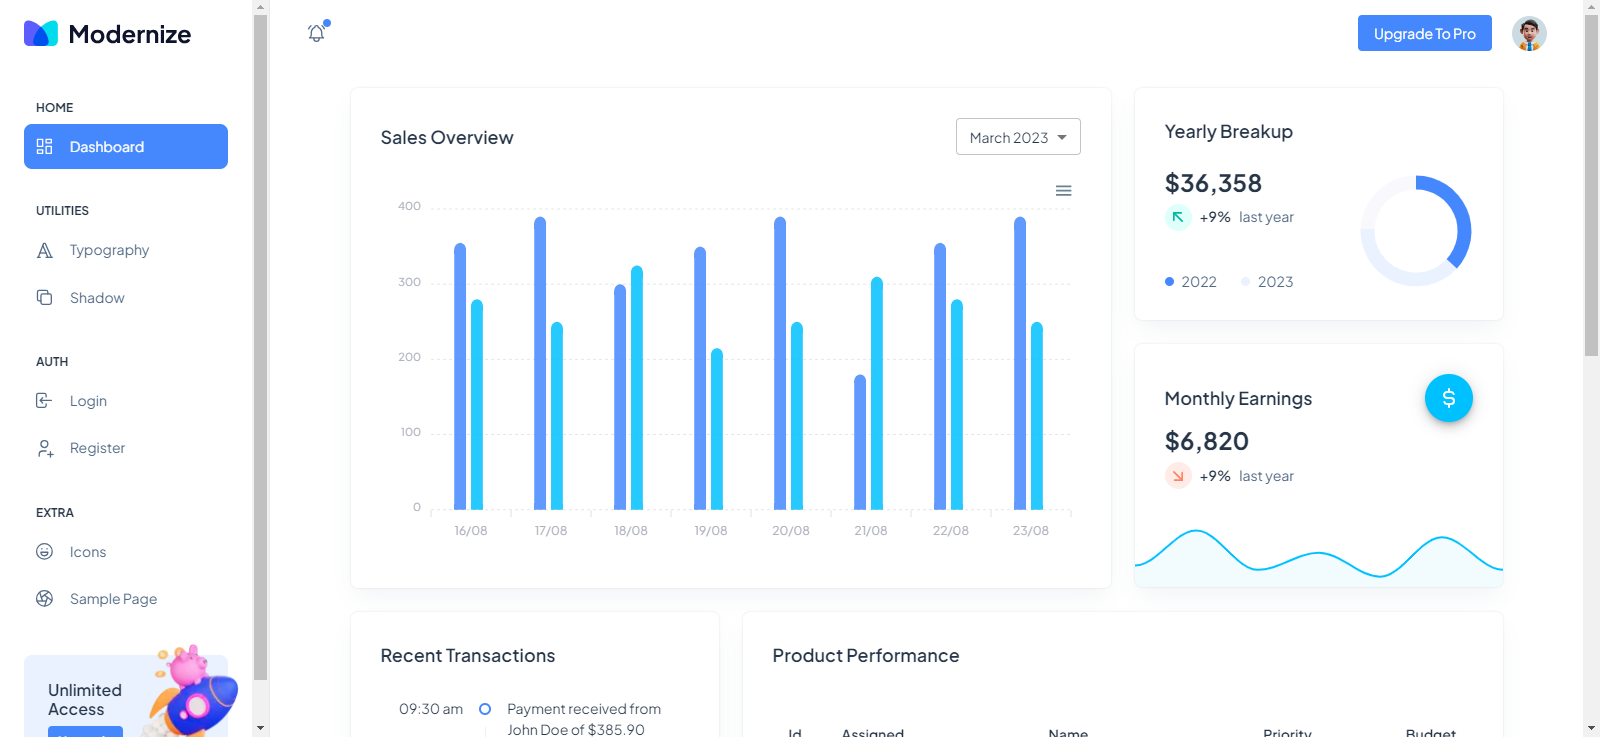 Modernize
HOME
Dashboard
UTILITIES
Typography
Shadow
AUTH
Login
Register
EXTRA
Icons
Sample Page
Unlimited
Access
Upgrade To Pro
Sales Overview
March 2023
400
300
200
100
0
16/08 17/08 18/08 19/08 20/08 21/08 22/08 23/08
Yearly Breakup
$36,358
+9% last year
2022 2023
Monthly Earnings
$
$6,820
+9% last year
Recent Transactions
09:30 am Payment received from
John Doe of $385.90
Product Performance
Id Assigned Name Priority Budget